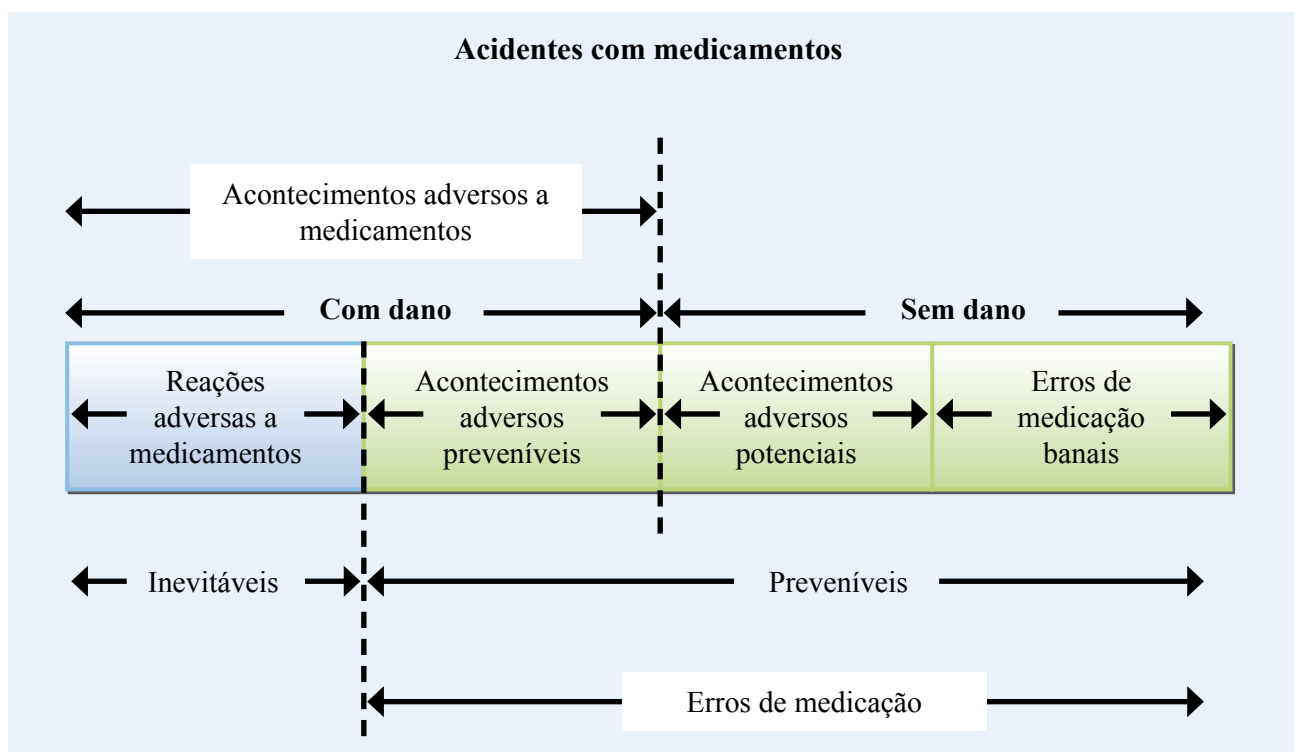 Acidentes com medicamentos
Acontecimentos adversos a
medicamentos
Com dano
Sem dano
Reações
adversas a
medicamentos
Acontecimentos
adversos
preveníveis
Acontecimentos
adversos
potenciais
Erros de
medicação
banais
Inevitáveis
Preveníveis
Erros de medicação